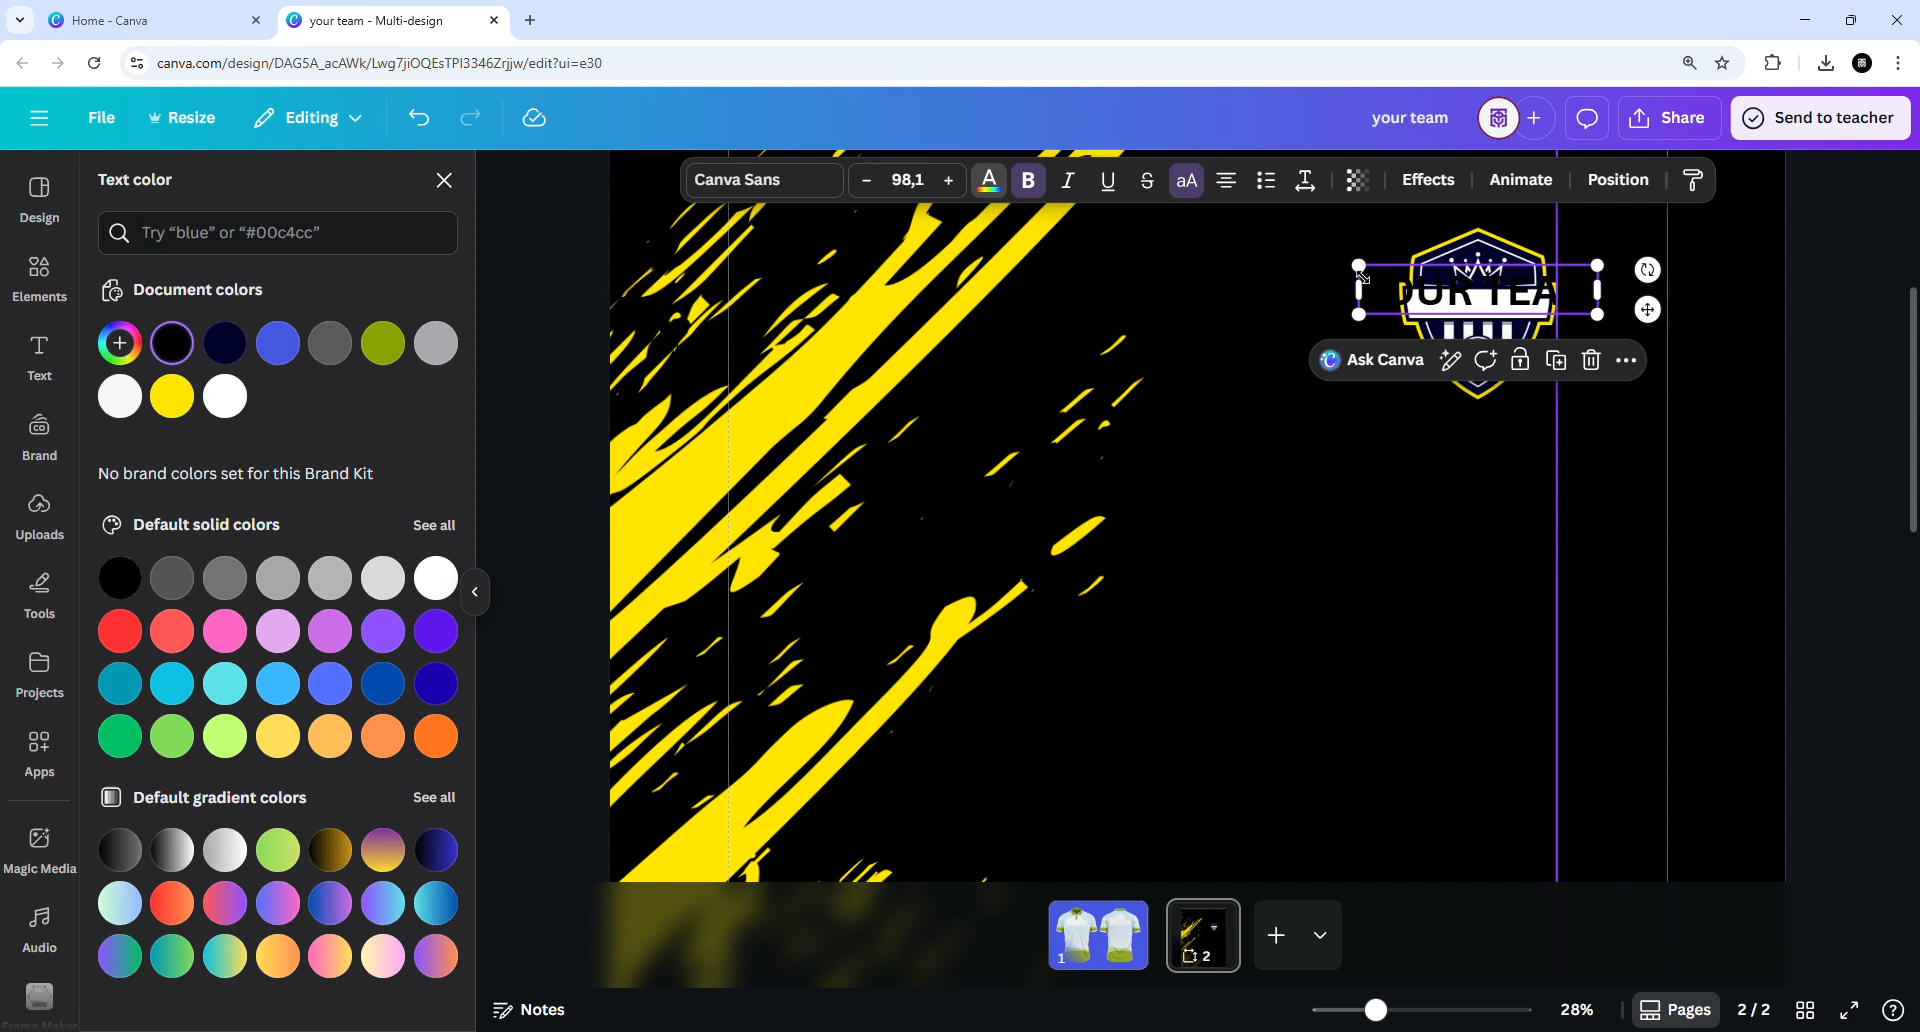 Home - Canva
your team - Multi-design
canva.com/design/DAG5A_acAWk/Lwg7jiOQEsTPI3346Zrjjw/edit?ui=e30
File
Resize
Editing
your team
Share
Send to teacher
Design
Elements
Text
Brand
Uploads
Tools
Projects
Apps
Magic Media
Audio
Frame Maker
Text color
Try “blue” or “#00c4cc”
Document colors
No brand colors set for this Brand Kit
Default solid colors
See all
Default gradient colors
See all
Canva Sans
– 98,1 +
A
B
I
U
S
aA
T
Effects
Animate
Position
OUR TEA
Ask Canva
1
2
Notes
28%
Pages
2 / 2